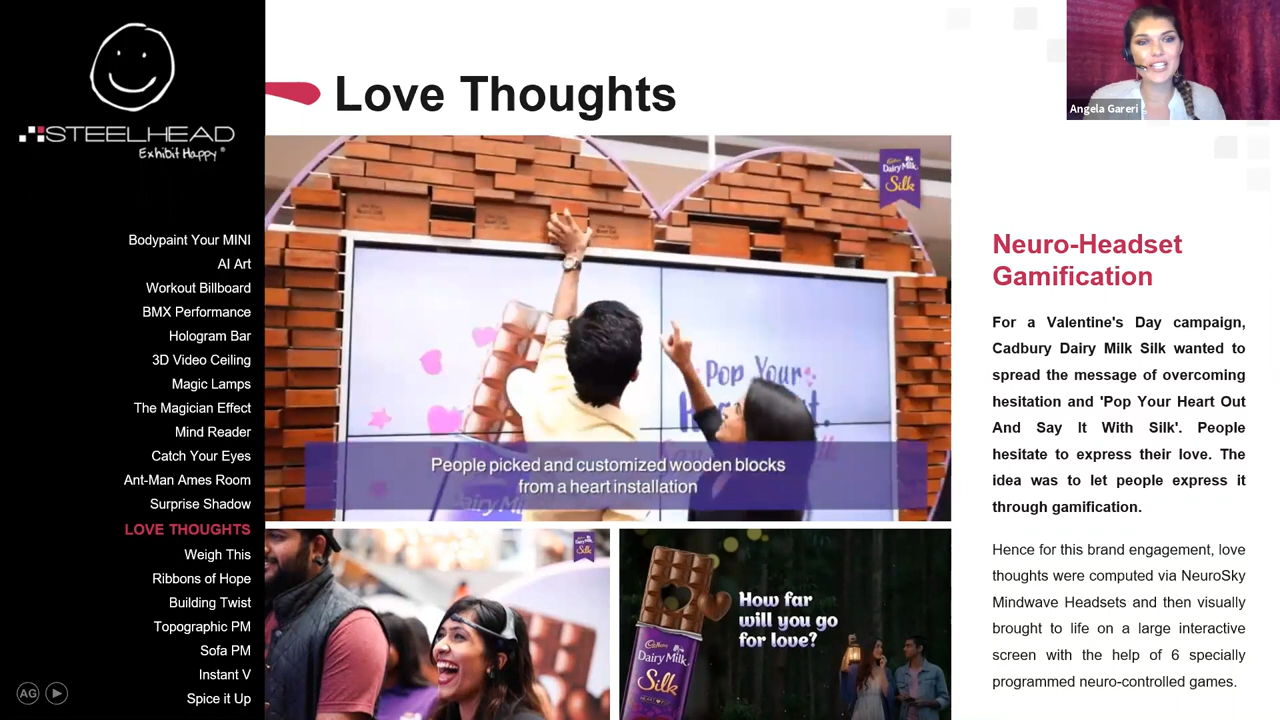 STEELHEAD
Exhibit Happy®
Bodypaint Your MINI
AI Art
Workout Billboard
BMX Performance
Hologram Bar
3D Video Ceiling
Magic Lamps
The Magician Effect
Mind Reader
Catch Your Eyes
Ant-Man Ames Room
Surprise Shadow
LOVE THOUGHTS
Weigh This
Ribbons of Hope
Building Twist
Topographic PM
Sofa PM
Instant V
Spice it Up
AG
Love Thoughts
Cadbury
Dairy Milk
Silk
Pop Your
People picked and customized wooden blocks
from a heart installation
Dairy Milk
Silk
How far
will you go
for love?
Cadbury
Dairy Milk
Silk
Angela Gareri
Neuro-Headset
Gamification
For a Valentine's Day campaign,
Cadbury Dairy Milk Silk wanted to
spread the message of overcoming
hesitation and 'Pop Your Heart Out
And Say It With Silk'. People
hesitate to express their love. The
idea was to let people express it
through gamification.
Hence for this brand engagement, love
thoughts were computed via NeuroSky
Mindwave Headsets and then visually
brought to life on a large interactive
screen with the help of 6 specially
programmed neuro-controlled games.